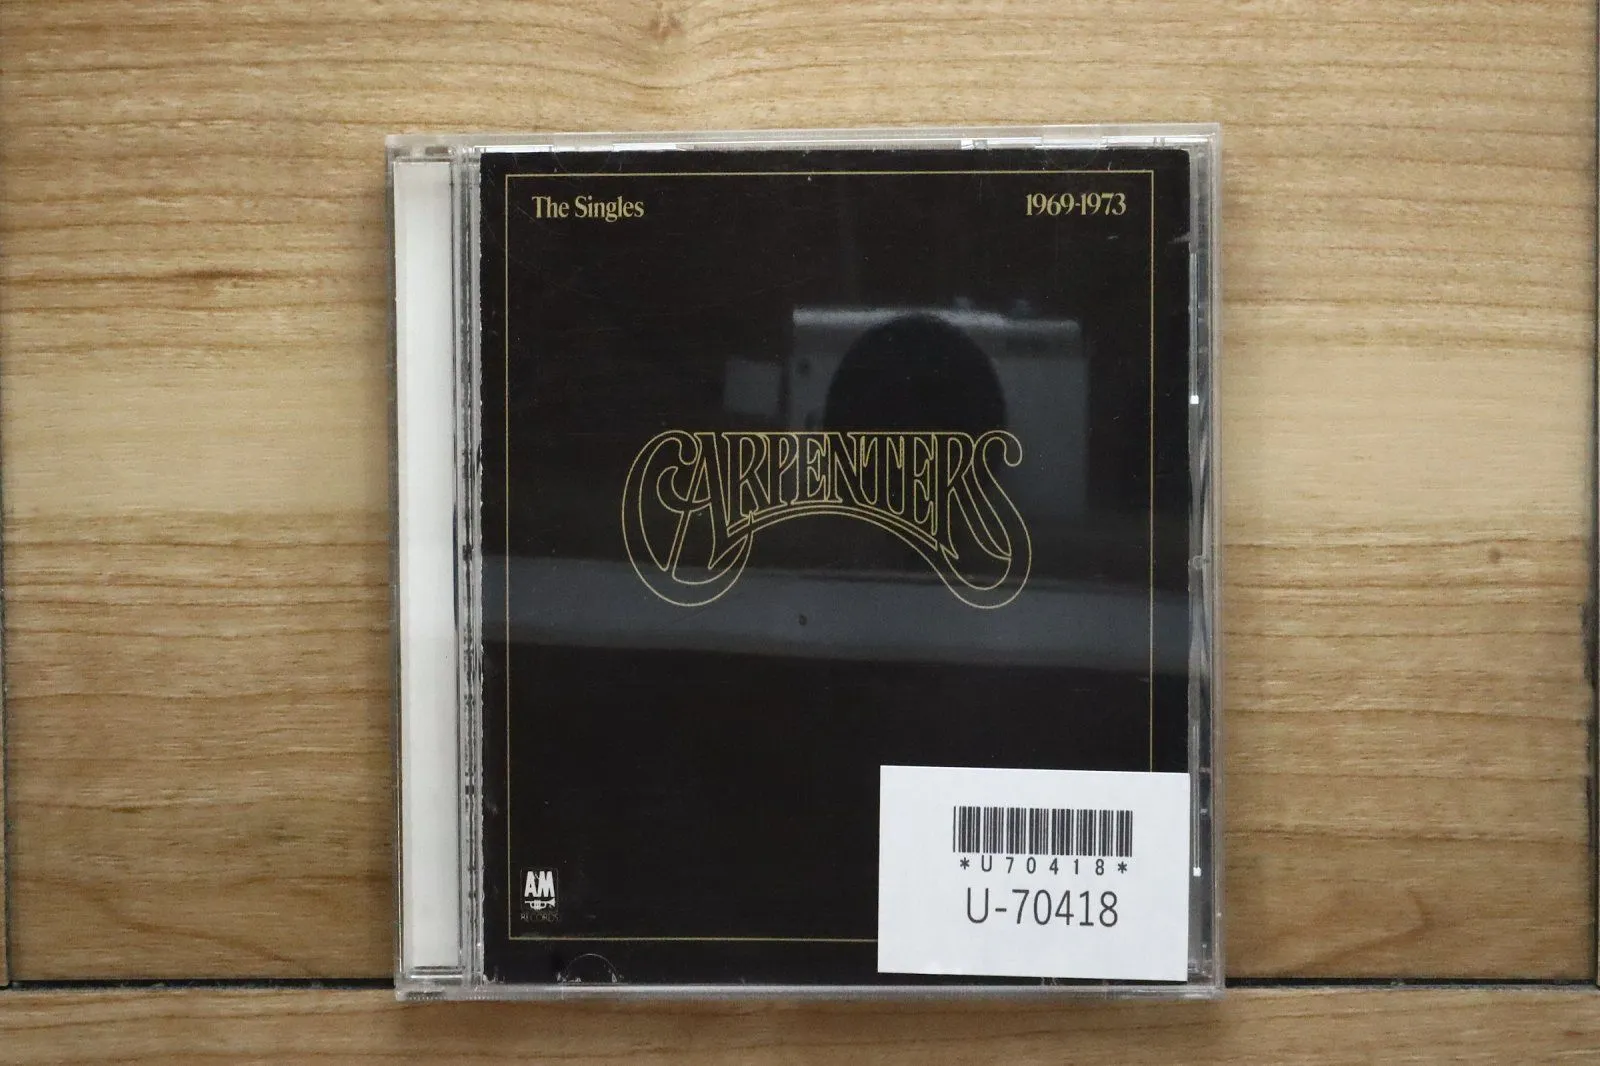 The Singles
1969-1973
CARPENTERS
A&M
RECORDS
*U70418*
U-70418